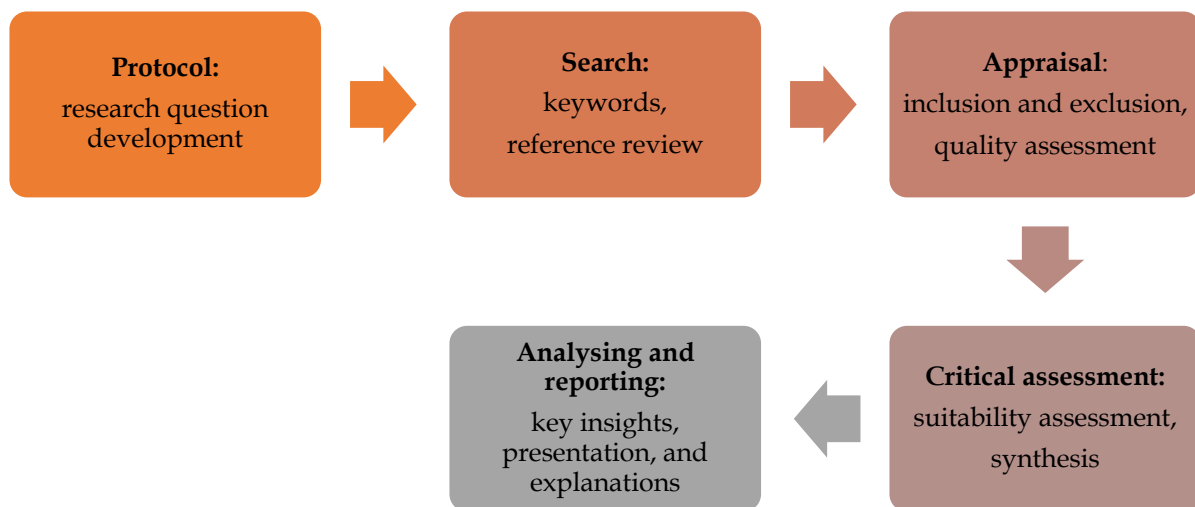 Protocol:
research question
development
Search:
keywords,
reference review
Appraisal:
inclusion and exclusion,
quality assessment
Critical assessment:
suitability assessment,
synthesis
Analysing and
reporting:
key insights,
presentation, and
explanations